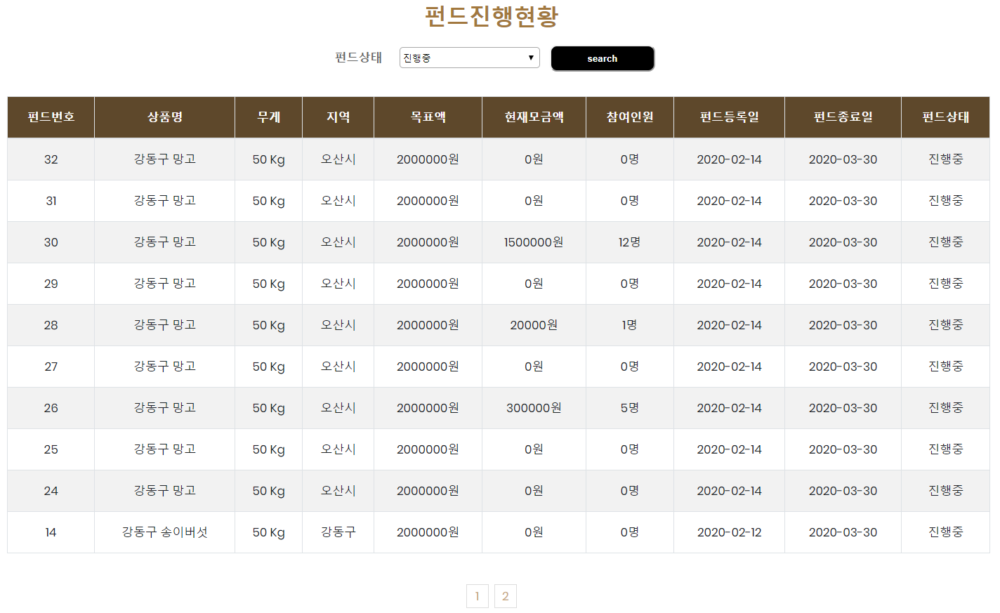 펀드진행현황
펀드상태 진행중 search
펀드번호 상품명 무게 지역 목표액 현재모금액 참여인원 펀드등록일 펀드종료일 펀드상태
32 강동구 망고 50 Kg 오산시 2000000원 0원 0명 2020-02-14 2020-03-30 진행중
31 강동구 망고 50 Kg 오산시 2000000원 0원 0명 2020-02-14 2020-03-30 진행중
30 강동구 망고 50 Kg 오산시 2000000원 1500000원 12명 2020-02-14 2020-03-30 진행중
29 강동구 망고 50 Kg 오산시 2000000원 0원 0명 2020-02-14 2020-03-30 진행중
28 강동구 망고 50 Kg 오산시 2000000원 20000원 1명 2020-02-14 2020-03-30 진행중
27 강동구 망고 50 Kg 오산시 2000000원 0원 0명 2020-02-14 2020-03-30 진행중
26 강동구 망고 50 Kg 오산시 2000000원 300000원 5명 2020-02-14 2020-03-30 진행중
25 강동구 망고 50 Kg 오산시 2000000원 0원 0명 2020-02-14 2020-03-30 진행중
24 강동구 망고 50 Kg 오산시 2000000원 0원 0명 2020-02-14 2020-03-30 진행중
14 강동구 송이버섯 50 Kg 강동구 2000000원 0원 0명 2020-02-12 2020-03-30 진행중
1 2